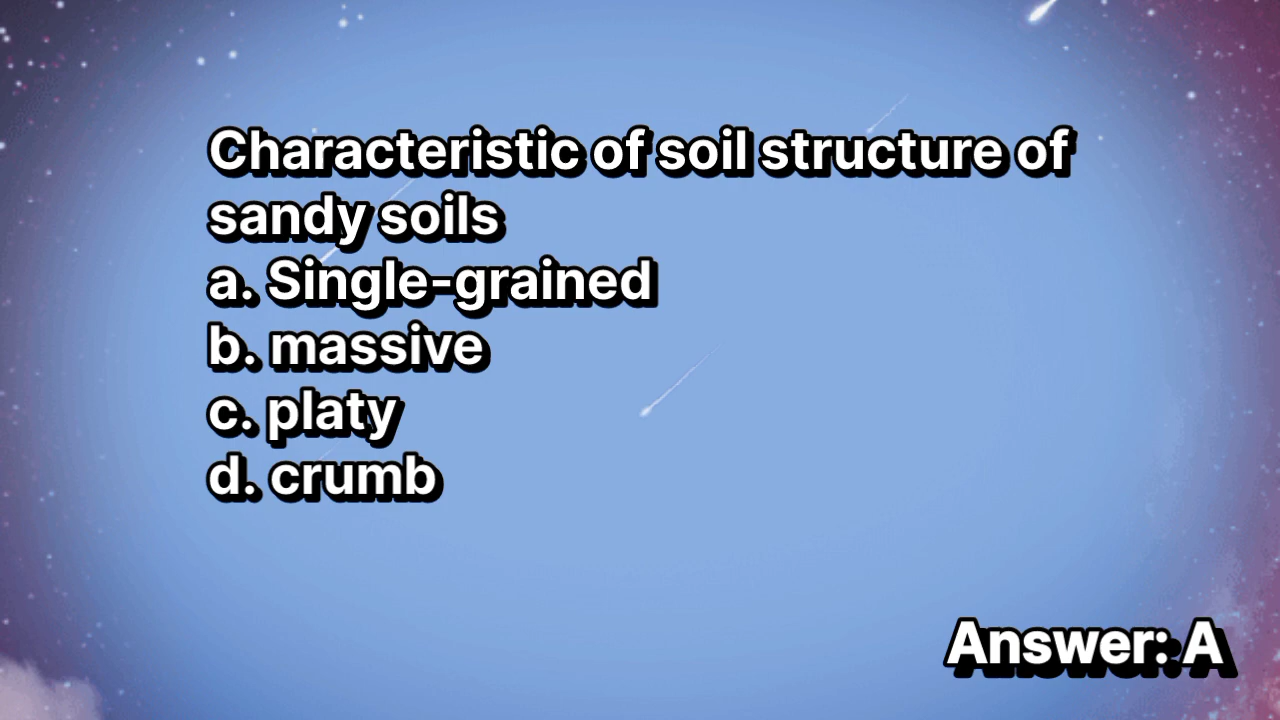 Characteristic of soil structure of
sandy soils
a. Single-grained
b. massive
c. platy
d. crumb
Answer: A